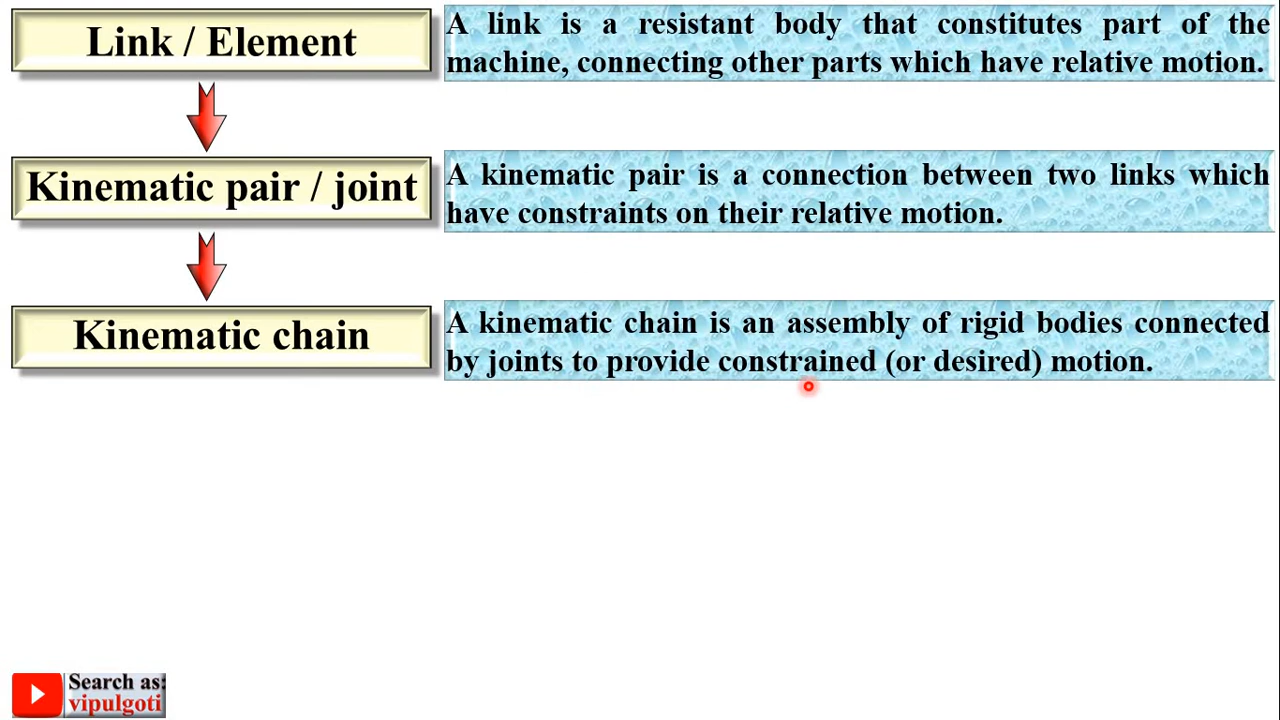 Link / Element
A link is a resistant body that constitutes part of the
machine, connecting other parts which have relative motion.
Kinematic pair / joint
A kinematic pair is a connection between two links which
have constraints on their relative motion.
Kinematic chain
A kinematic chain is an assembly of rigid bodies connected
by joints to provide constrained (or desired) motion.
Search as:
vipulgoti